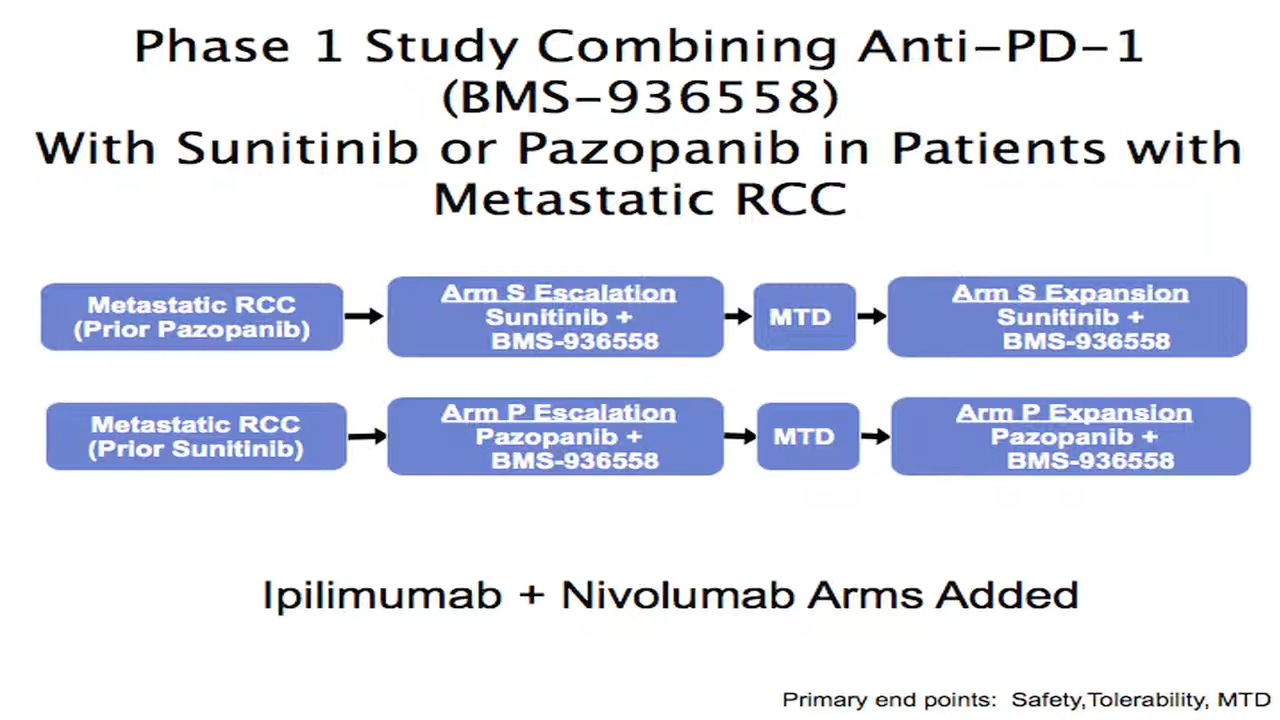 Phase 1 Study Combining Anti-PD-1
(BMS-936558)
With Sunitinib or Pazopanib in Patients with
Metastatic RCC
Metastatic RCC
(Prior Pazopanib)
Arm S Escalation
Sunitinib +
BMS-936558
MTD
Arm S Expansion
Sunitinib +
BMS-936558
Metastatic RCC
(Prior Sunitinib)
Arm P Escalation
Pazopanib +
BMS-936558
MTD
Arm P Expansion
Pazopanib +
BMS-936558
Ipilimumab + Nivolumab Arms Added
Primary end points: Safety,Tolerability, MTD